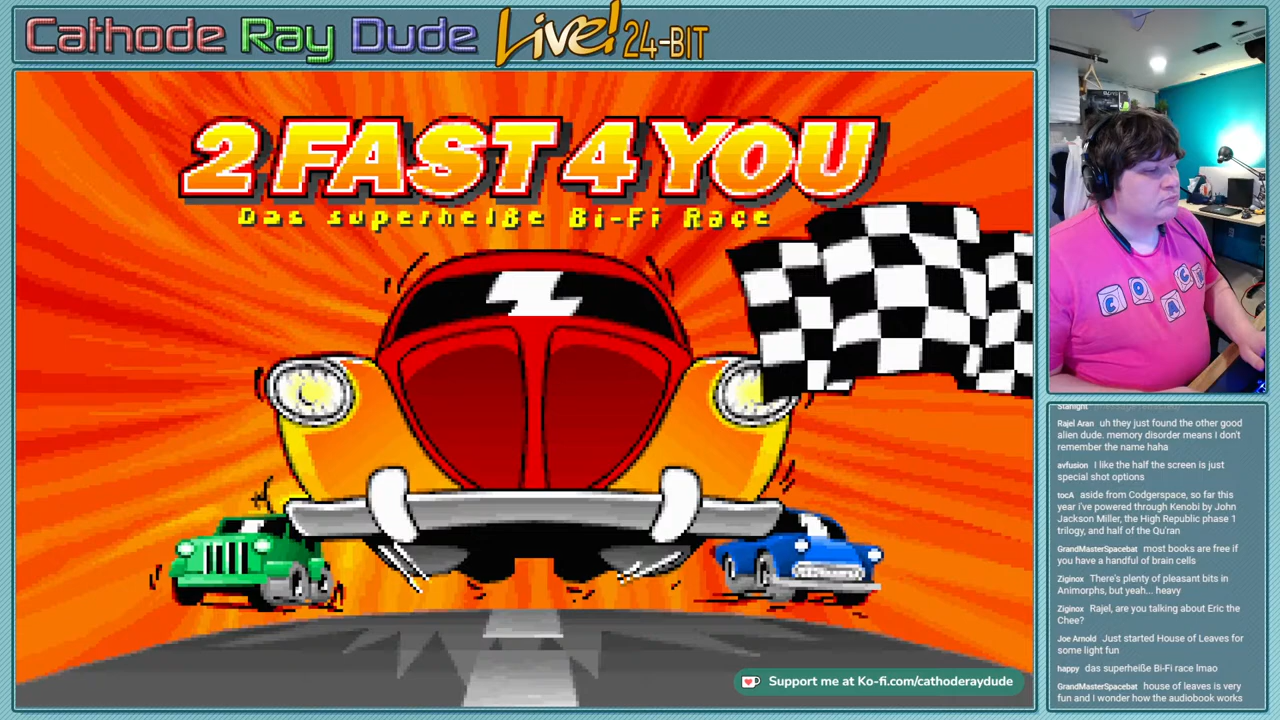 Cathode Ray Dude Live! 24-BIT
2 FAST 4 YOU
Das superheiße Bi-Fi Race
Support me at Ko-fi.com/cathoderaydude
Starlight
Rajel Aran uh they just found the other good
alien dude. memory disorder means I don't
remember the name haha
avfusion I like the half the screen is just
special shot options
tocA aside from Codgerspace, so far this
year i've powered through Kenobi by John
Jackson Miller, the High Republic phase 1
trilogy, and half of the Qu'ran
GrandMasterSpacebat most books are free if
you have a handful of brain cells
Ziginox There's plenty of pleasant bits in
Animorphs, but yeah... heavy
Ziginox Rajel, are you talking about Eric the
Chee?
Joe Arnold Just started House of Leaves for
some light fun
happy das superheiße Bi-Fi race lmao
GrandMasterSpacebat house of leaves is very
fun and I wonder how the audiobook works